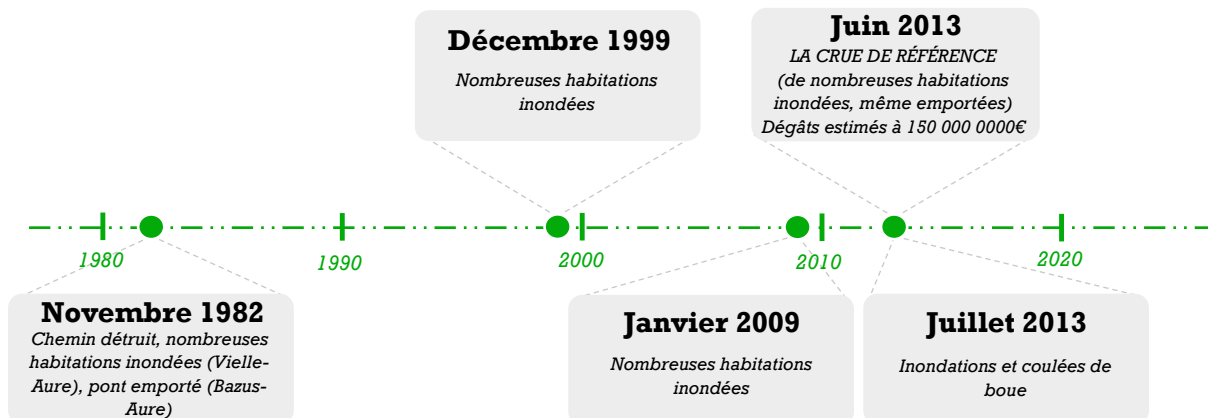 Décembre 1999
Nombreuses habitations
inondées
Juin 2013
LA CRUE DE RÉFÉRENCE
(de nombreuses habitations
inondées, même emportées)
Dégâts estimés à 150 000 0000€
1980
1990
2000
2010
2020
Novembre 1982
Chemin détruit, nombreuses
habitations inondées (Vielle-
Aure), pont emporté (Bazus-
Aure)
Janvier 2009
Nombreuses habitations
inondées
Juillet 2013
Inondations et coulées de
boue